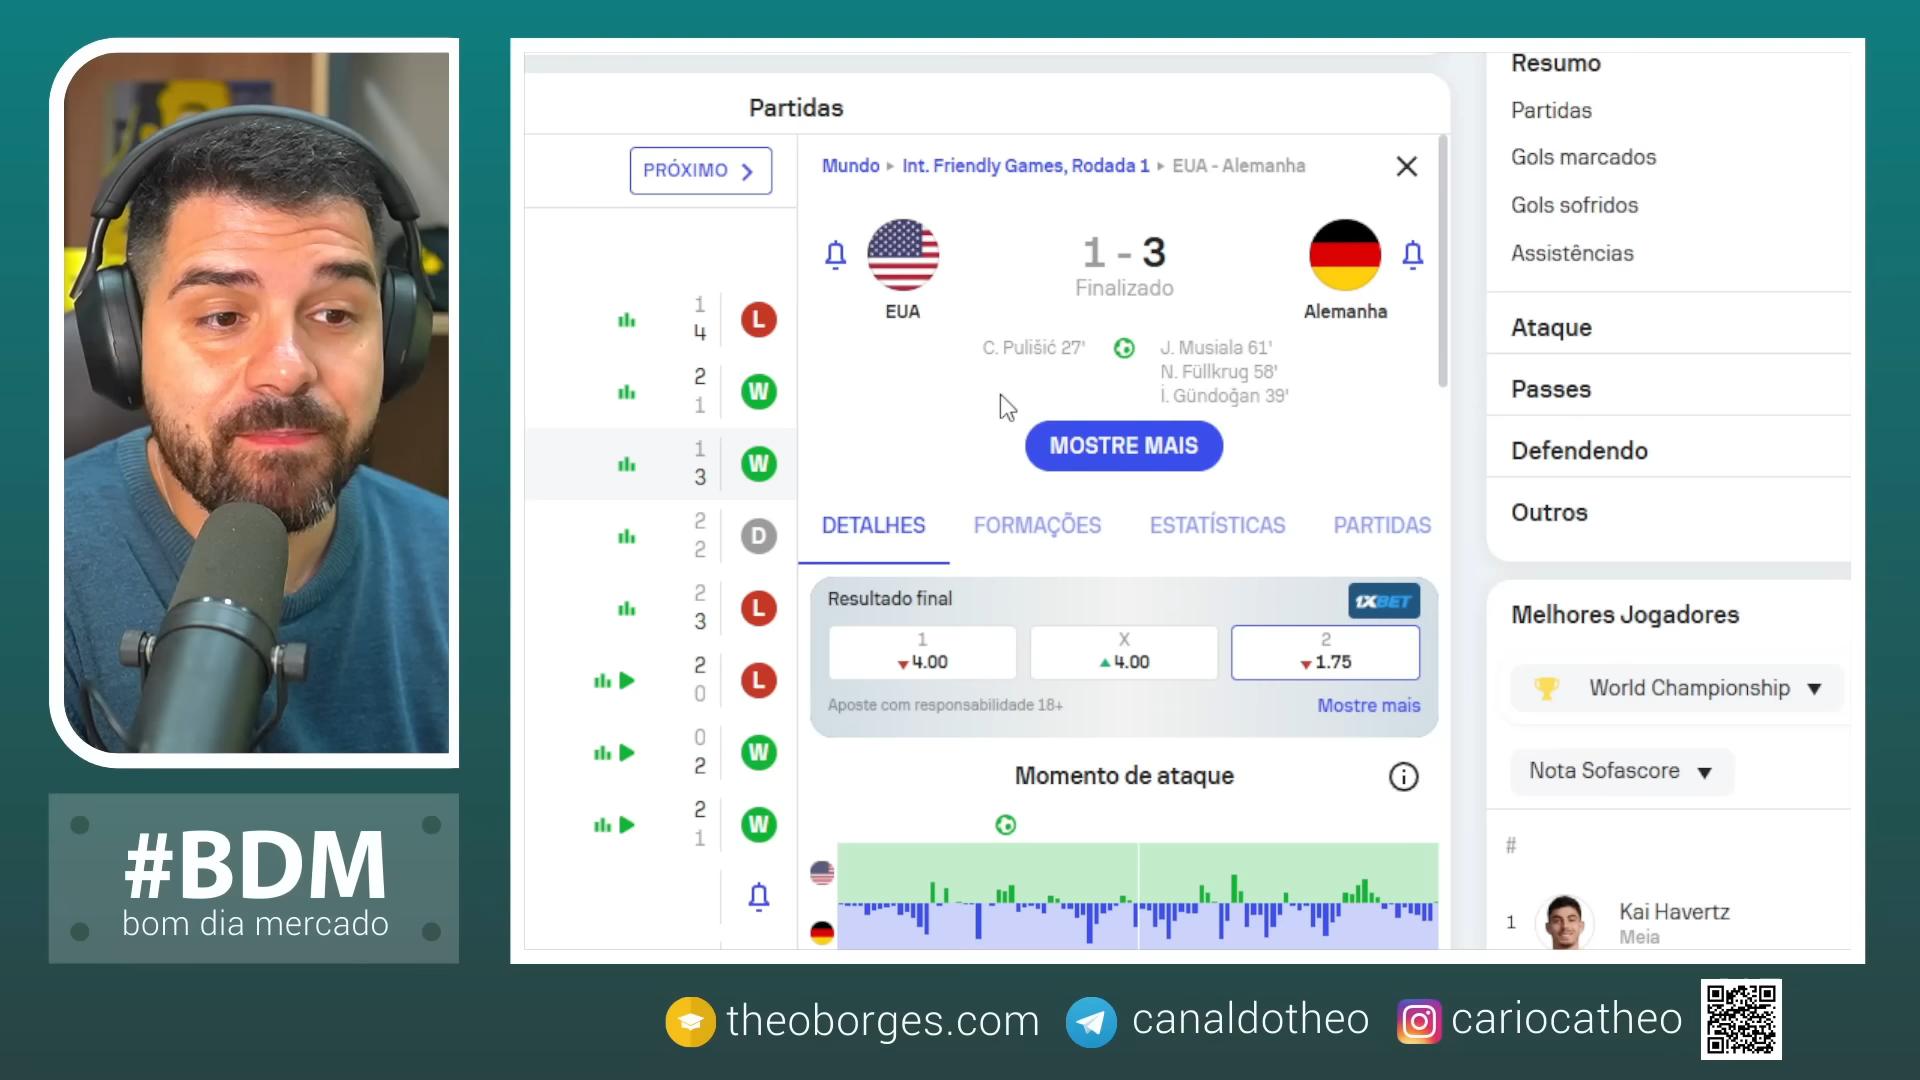 Partidas
PRÓXIMO
1
4
L
2
1
W
1
3
W
2
2
D
2
3
L
2
0
L
0
2
W
2
1
W
Mundo ▸ Int. Friendly Games, Rodada 1 ▸ EUA - Alemanha
1 - 3
Finalizado
EUA
Alemanha
C. Pulišić 27'
J. Musiala 61'
N. Füllkrug 58'
İ. Gündoğan 39'
MOSTRE MAIS
DETALHES
FORMAÇÕES
ESTATÍSTICAS
PARTIDAS
Resultado final
1XBET
1
4.00
X
4.00
2
1.75
Aposte com responsabilidade 18+
Mostre mais
Momento de ataque
Resumo
Partidas
Gols marcados
Gols sofridos
Assistências
Ataque
Passes
Defendendo
Outros
Melhores Jogadores
World Championship
Nota Sofascore
#
1
Kai Havertz
Meia
#BDM
bom dia mercado
theoborges.com
canaldotheo
cariocatheo